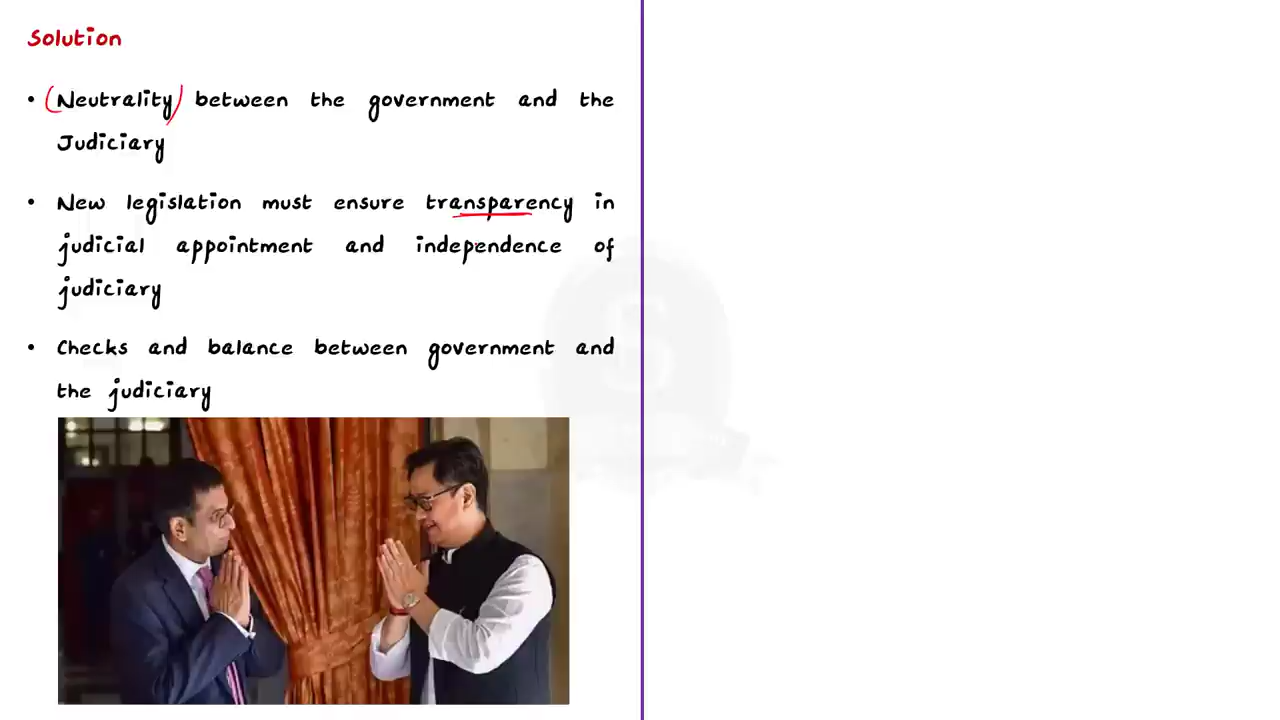 Solution
• (Neutrality) between the government and the
Judiciary
• New legislation must ensure transparency in
judicial appointment and independence of
judiciary
• Checks and balance between government and
the judiciary